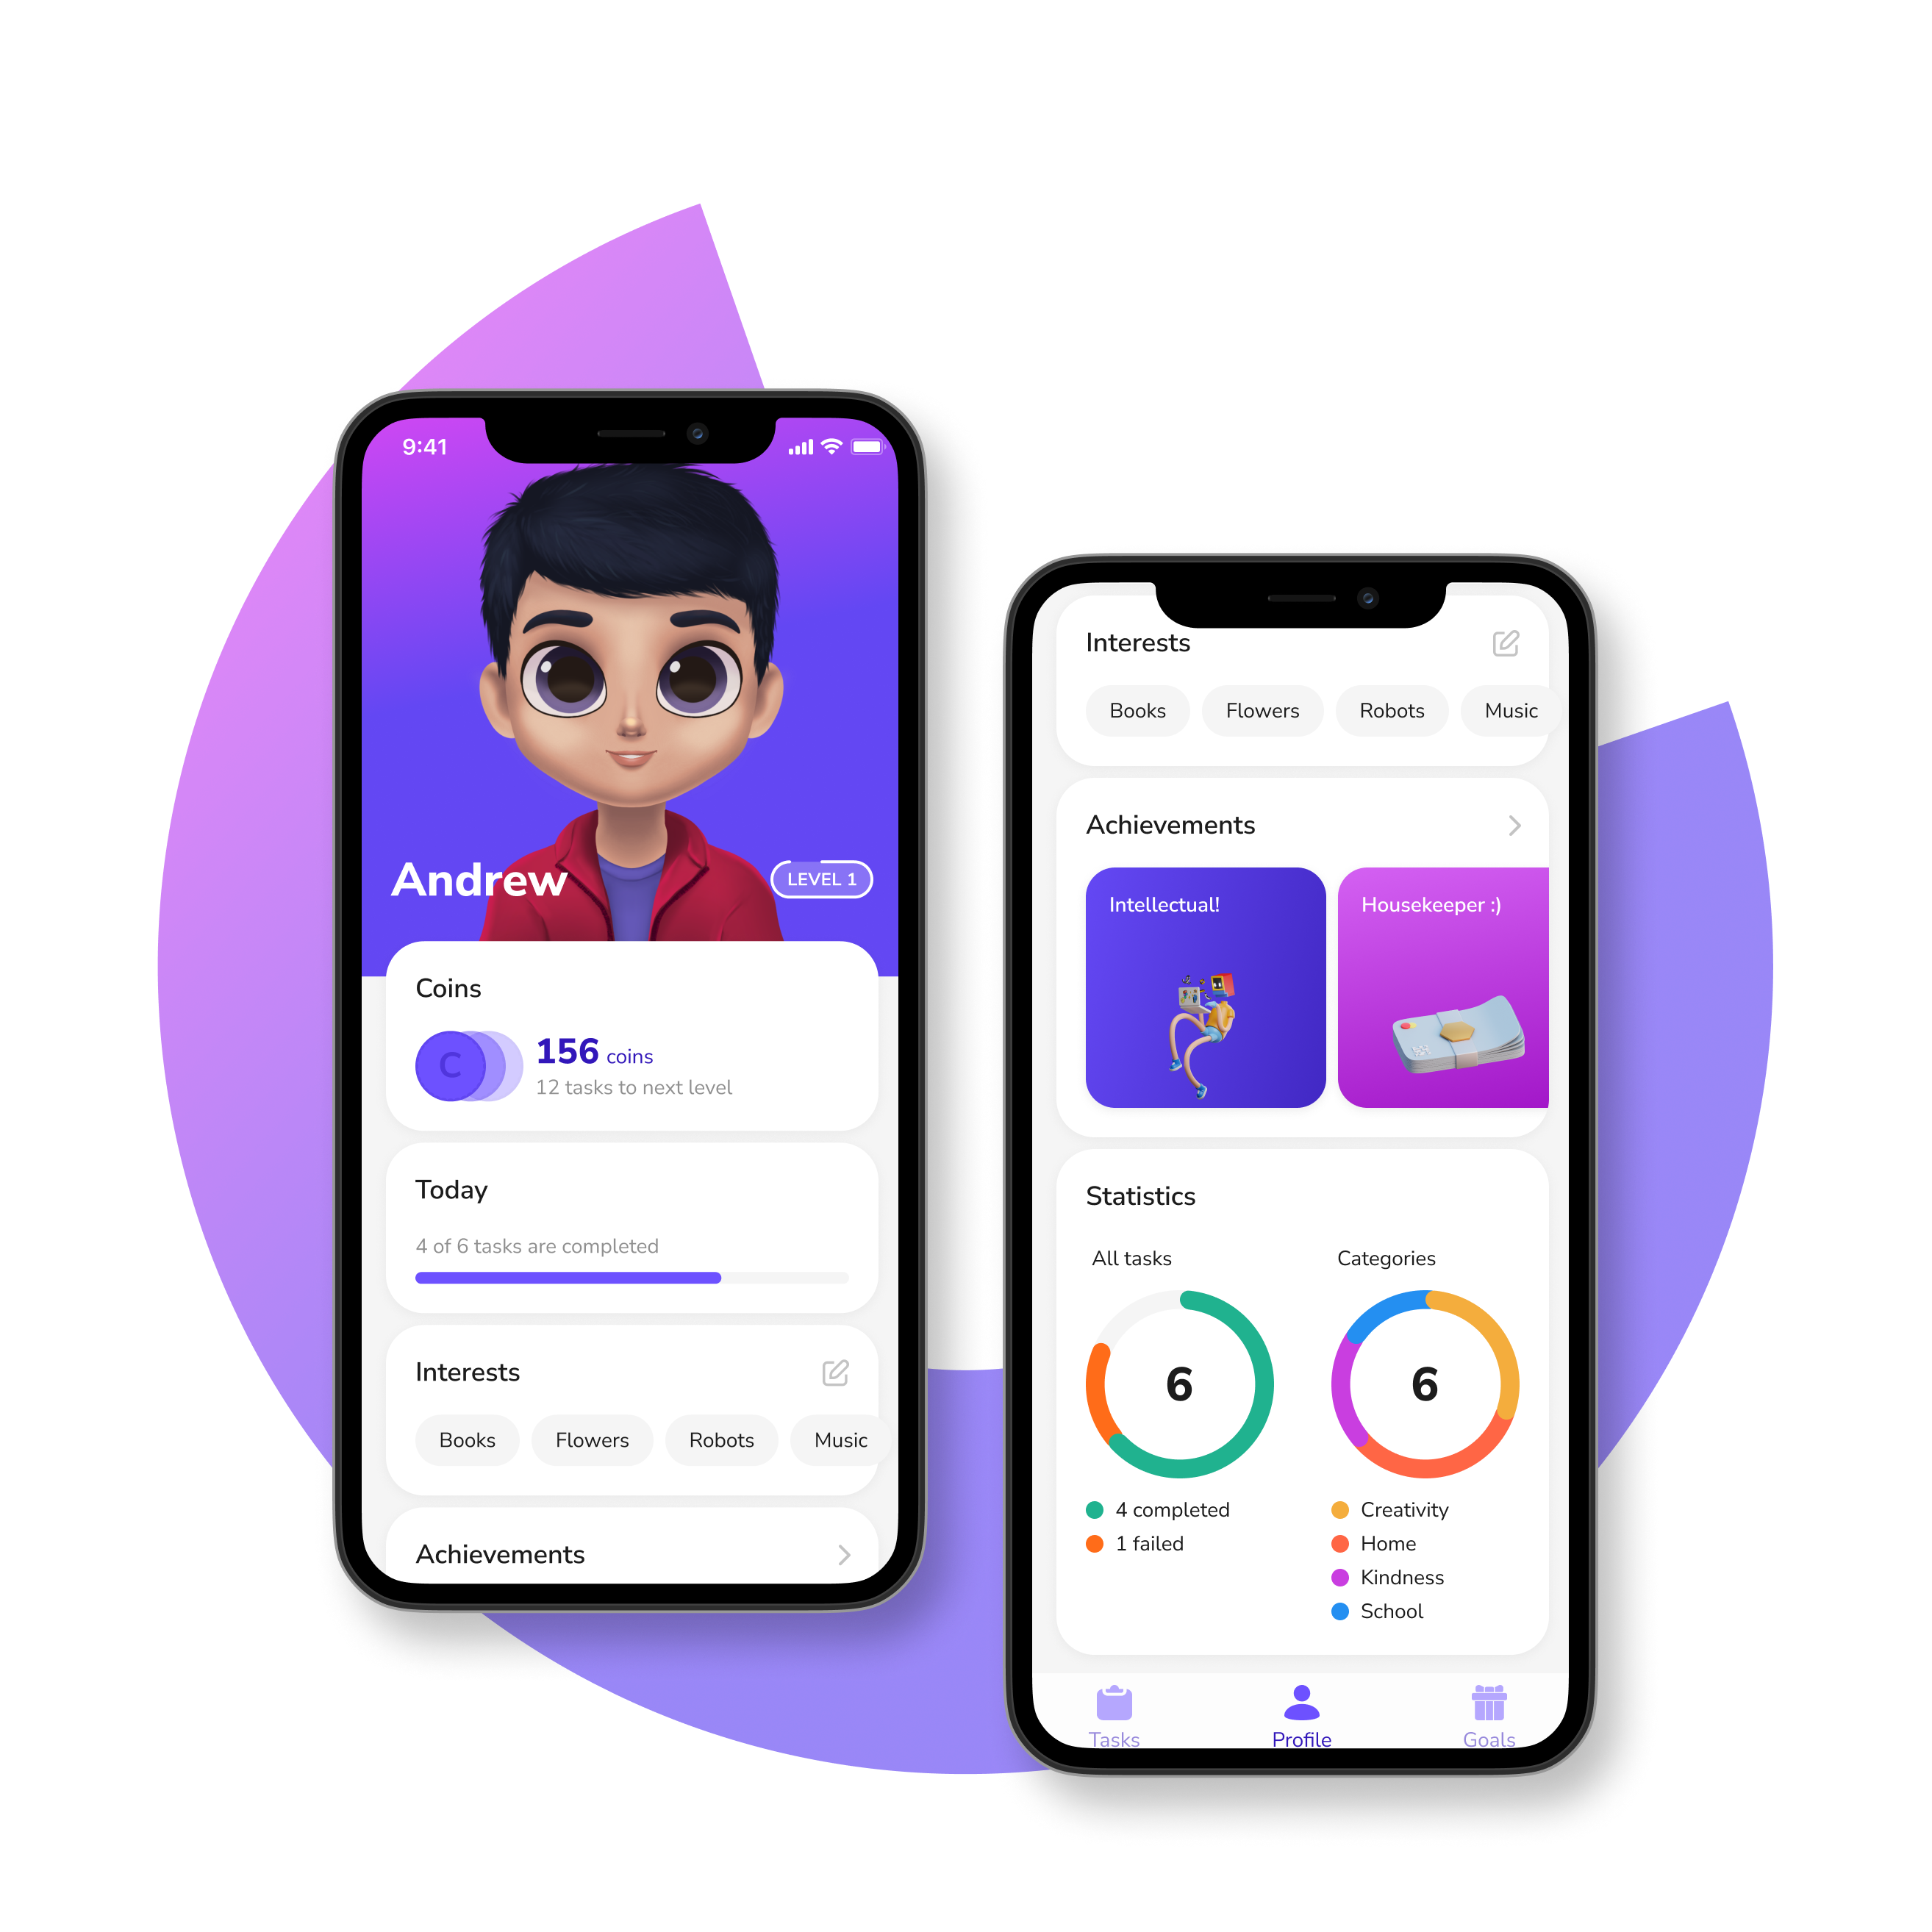 9:41
Andrew
LEVEL 1
Coins
C
156 coins
12 tasks to next level
Today
4 of 6 tasks are completed
Interests
Books Flowers Robots Music
Achievements
Interests
Books Flowers Robots Music
Achievements
Intellectual! Housekeeper :)
Statistics
All tasks Categories
6 6
4 completed Creativity
1 failed Home
Kindness
School
Tasks Profile Goals